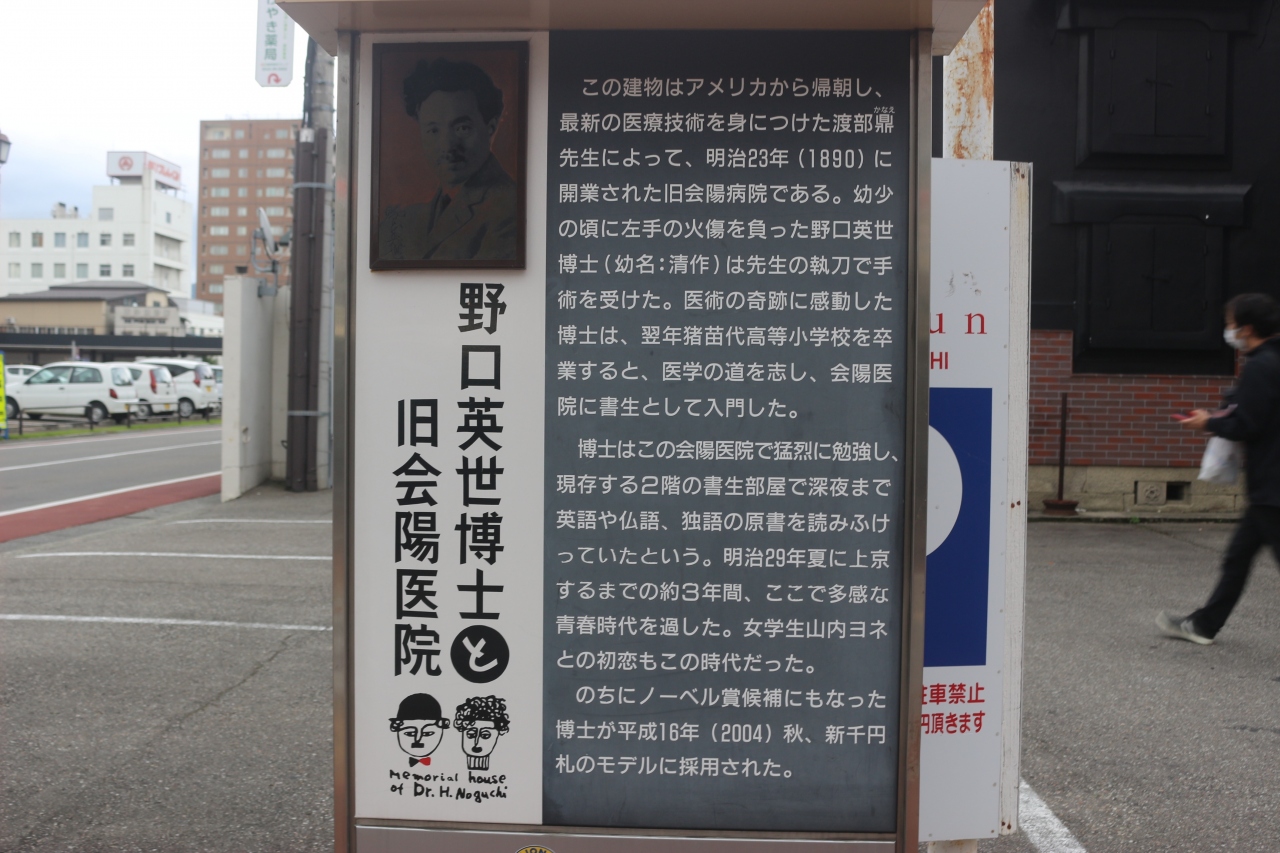 やき薬局
野口英世博士と
旧会陽医院
memorial house
of Dr. H. Noguchi
この建物はアメリカから帰朝し、
最新の医療技術を身につけた渡部鼎
かなえ
先生によって、明治23年(1890)に
開業された旧会陽病院である。幼少
の頃に左手の火傷を負った野口英世
博士(幼名:清作)は先生の執刀で手
術を受けた。医術の奇跡に感動した
博士は、翌年猪苗代高等小学校を卒
業すると、医学の道を志し、会陽医
院に書生として入門した。
博士はこの会陽医院で猛烈に勉強し、
現存する2階の書生部屋で深夜まで
英語や仏語、独語の原書を読みふけ
っていたという。明治29年夏に上京
するまでの約3年間、ここで多感な
青春時代を過した。女学生山内ヨネ
との初恋もこの時代だった。
のちにノーベル賞候補にもなった
博士が平成16年(2004)秋、新千円
札のモデルに採用された。
un
HI
車禁止
円頂きます